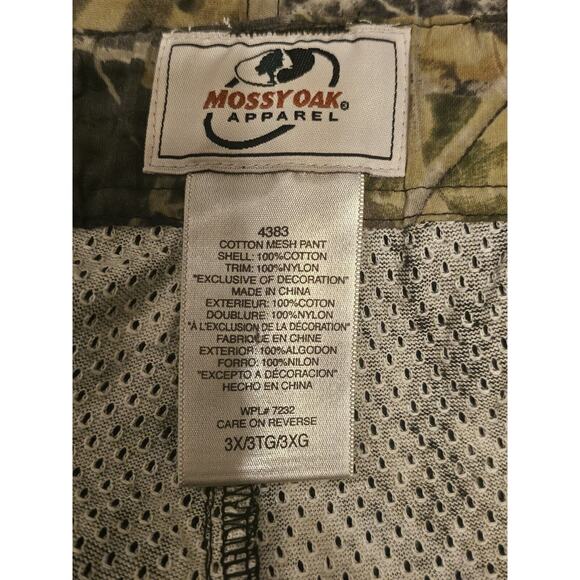 MOSSY OAK®
APPAREL
4383
COTTON MESH PANT
SHELL: 100%COTTON
TRIM: 100%NYLON
"EXCLUSIVE OF DECORATION"
MADE IN CHINA
EXTERIEUR: 100%COTON
DOUBLURE: 100%NYLON
"À L'EXCLUSION DE LA DÉCORATION"
FABRIQUÉ EN CHINE
EXTERIOR: 100%ALGODON
FORRO: 100%NILON
"EXCEPTO A DÉCORACION"
HECHO EN CHINA
WPL# 7232
CARE ON REVERSE
3X/3TG/3XG